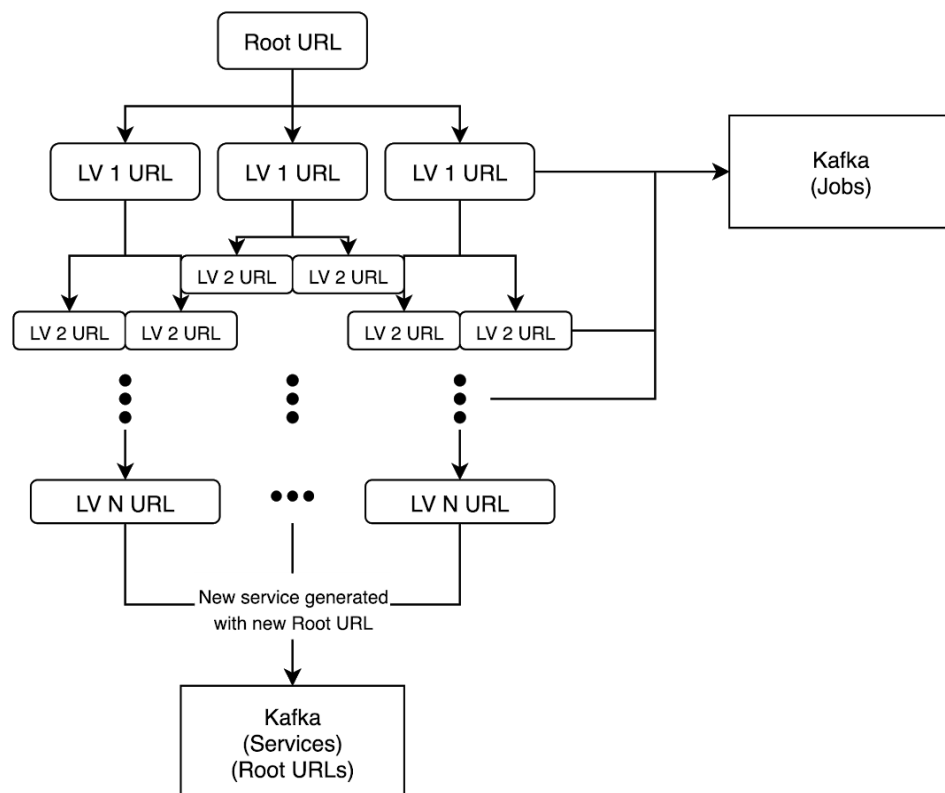 Root URL
LV 1 URL
LV 1 URL
LV 1 URL
Kafka
(Jobs)
LV 2 URL
LV 2 URL
LV 2 URL
LV 2 URL
LV 2 URL
LV 2 URL
LV N URL
LV N URL
New service generated
with new Root URL
Kafka
(Services)
(Root URLs)